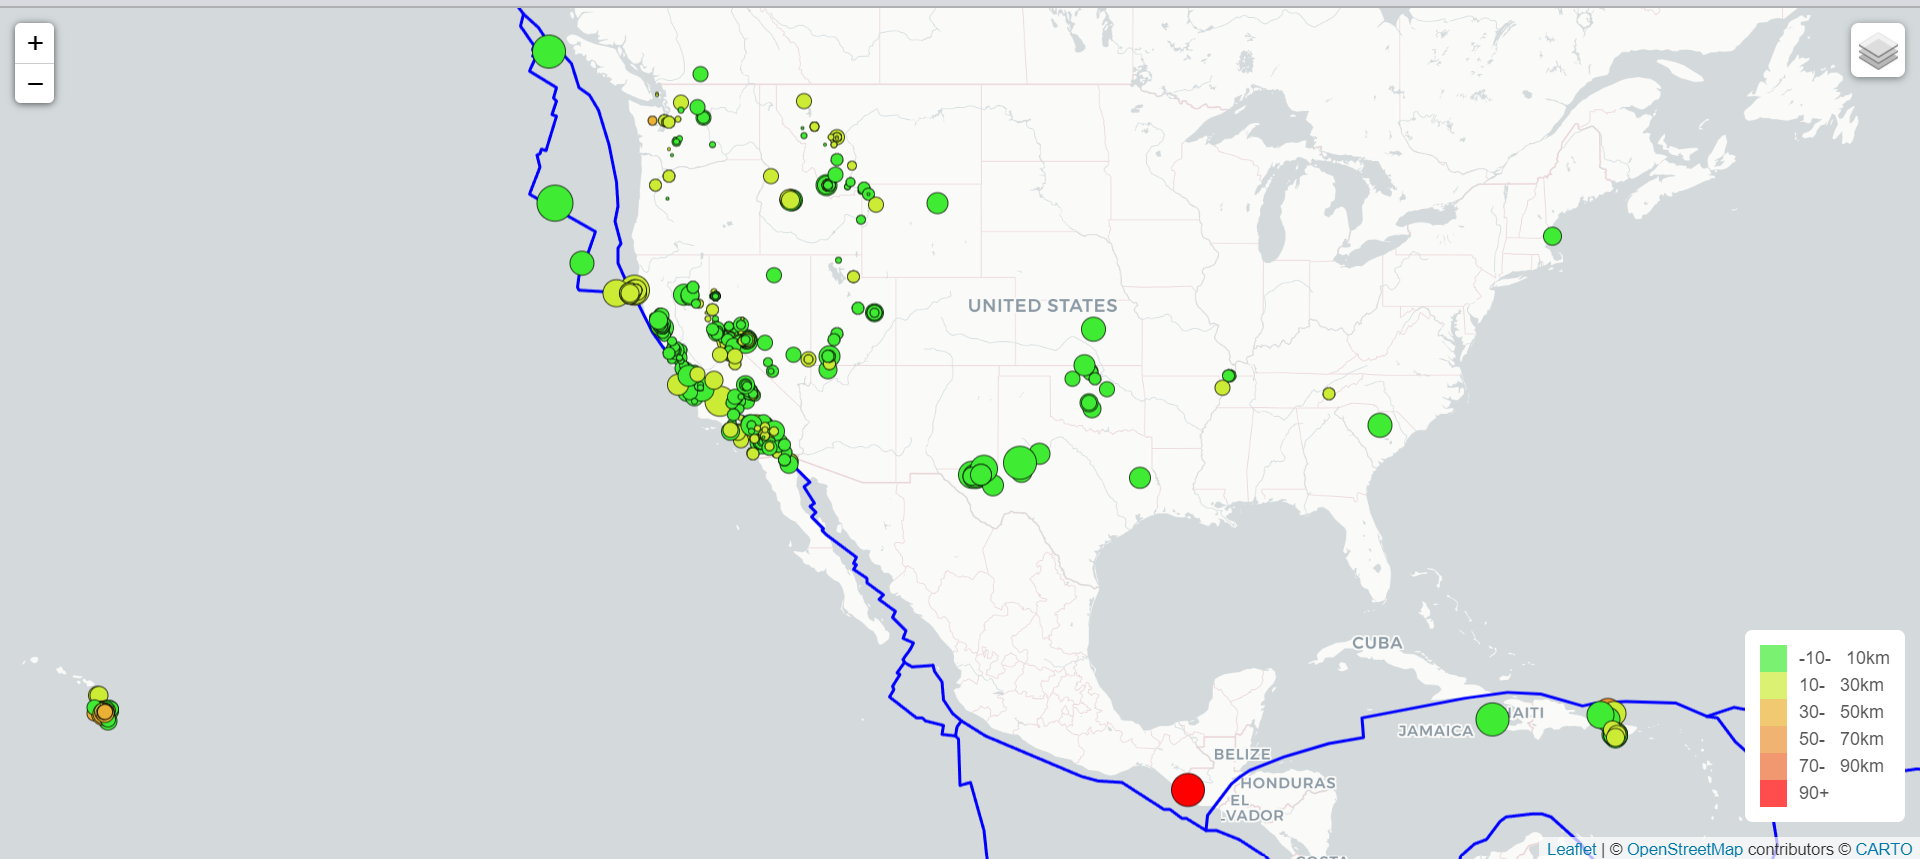 +
−
UNITED STATES
CUBA
HAITI
JAMAICA
BELIZE
HONDURAS
EL
VADOR
-10- 10km
10- 30km
30- 50km
50- 70km
70- 90km
90+
Leaflet | © OpenStreetMap contributors © CARTO